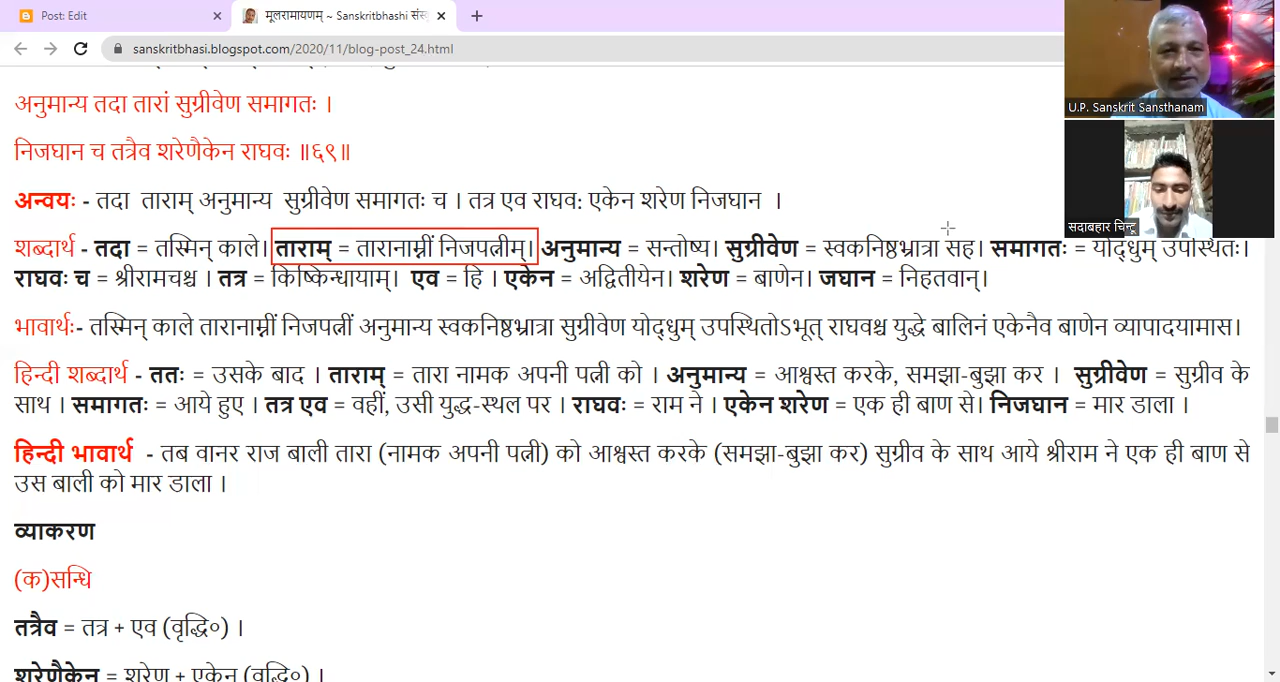 Post: Edit
मूलरामायणम् ~ Sanskritbhashi संस्
sanskritbhasi.blogspot.com/2020/11/blog-post_24.html
U.P. Sanskrit Sansthanam
सदाबहार चिन्टू
अनुमान्य तदा तारां सुग्रीवेण समागतः ।
निजघान च तत्रैव शरेणैकेन राघवः ॥६९॥
अन्वयः - तदा ताराम् अनुमान्य सुग्रीवेण समागतः च । तत्र एव राघव: एकेन शरेण निजघान ।
शब्दार्थ - तदा = तस्मिन् काले। ताराम् = तारानाम्नीं निजपत्नीम्। अनुमान्य = सन्तोष्य। सुग्रीवेण = स्वकनिष्ठभ्रात्रा सह। समागतः = योद्धुम् उपस्थितः।
राघवः च = श्रीरामचश्च । तत्र = किष्किन्धायाम्। एव = हि । एकेन = अद्वितीयेन। शरेण = बाणेन। जघान = निहतवान्।
भावार्थः- तस्मिन् काले तारानाम्नीं निजपत्नीं अनुमान्य स्वकनिष्ठभ्रात्रा सुग्रीवेण योद्धुम् उपस्थितोऽभूत् राघवश्च युद्धे बालिनं एकेनैव बाणेन व्यापादयामास।
हिन्दी शब्दार्थ - ततः = उसके बाद । ताराम् = तारा नामक अपनी पत्नी को । अनुमान्य = आश्वस्त करके, समझा-बुझा कर । सुग्रीवेण = सुग्रीव के
साथ । समागतः = आये हुए । तत्र एव = वहीं, उसी युद्ध-स्थल पर । राघवः = राम ने । एकेन शरेण = एक ही बाण से। निजघान = मार डाला ।
हिन्दी भावार्थ - तब वानर राज बाली तारा (नामक अपनी पत्नी) को आश्वस्त करके (समझा-बुझा कर) सुग्रीव के साथ आये श्रीराम ने एक ही बाण से
उस बाली को मार डाला ।
व्याकरण
(क)सन्धि
तत्रैव = तत्र + एव (वृद्धि०) ।
शरेणैकेन = शरेण + एकेन (वृद्धि०) ।